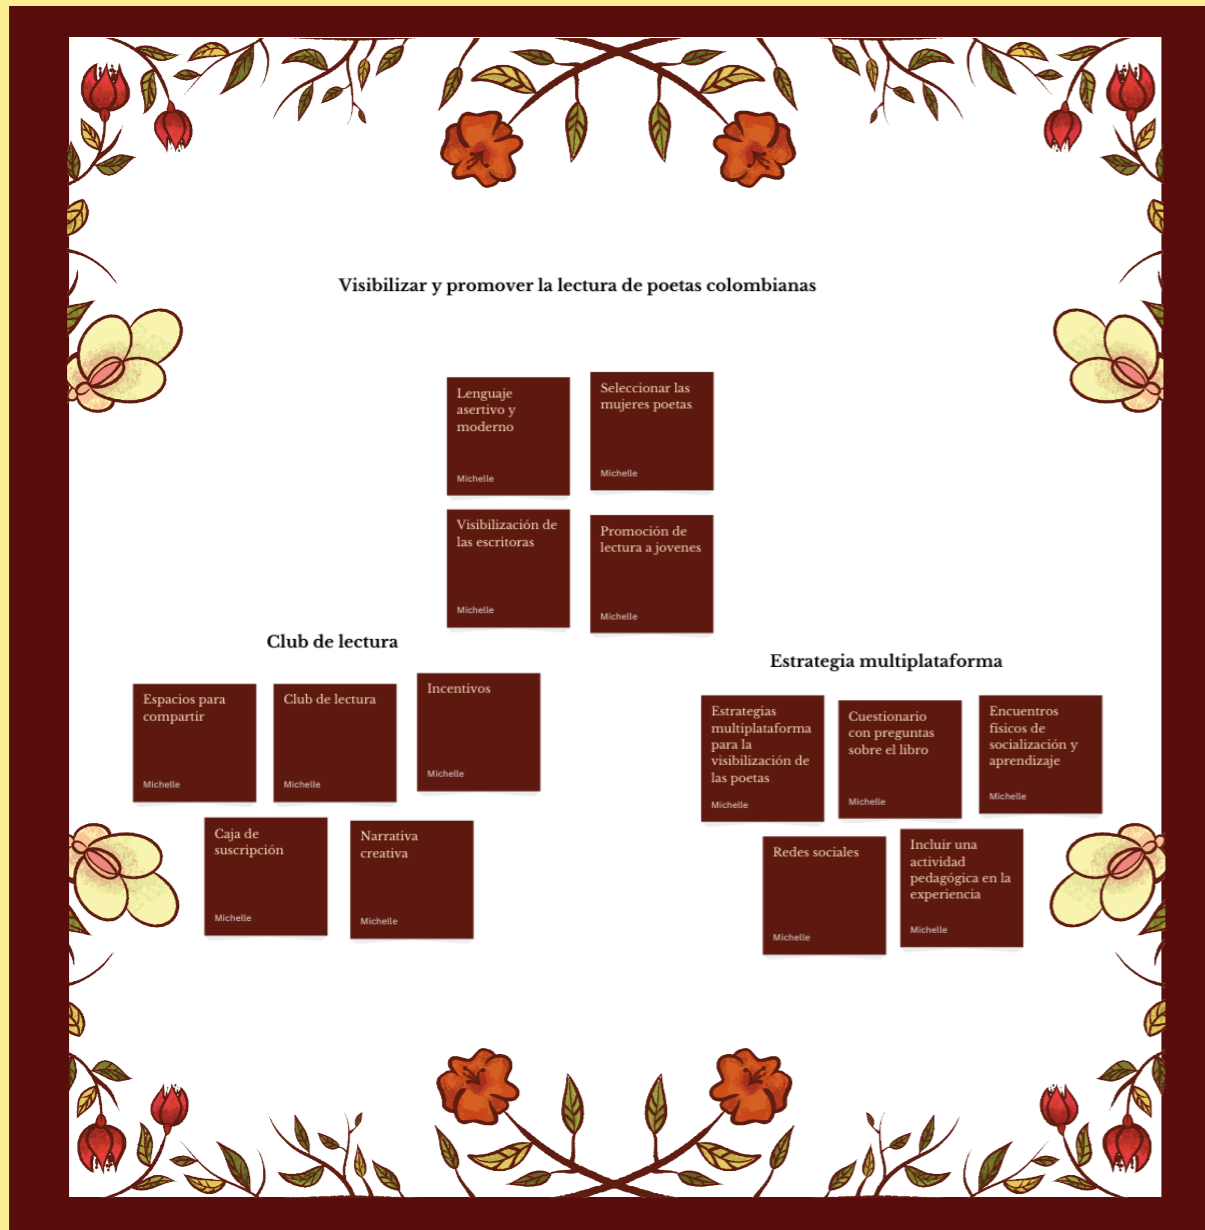 Visibilizar y promover la lectura de poetas colombianas
Lenguaje
asertivo y
moderno
Michelle
Seleccionar las
mujeres poetas
Michelle
Visibilización de
las escritoras
Michelle
Promoción de
lectura a jovenes
Michelle
Club de lectura
Espacios para
compartir
Michelle
Club de lectura
Michelle
Incentivos
Michelle
Caja de
suscripción
Michelle
Narrativa
creativa
Michelle
Estrategia multiplataforma
Estrategias
multiplataforma
para la
visibilización de
las poetas
Michelle
Cuestionario
con preguntas
sobre el libro
Michelle
Encuentros
físicos de
socialización y
aprendizaje
Michelle
Redes sociales
Michelle
Incluir una
actividad
pedagógica en la
experiencia
Michelle